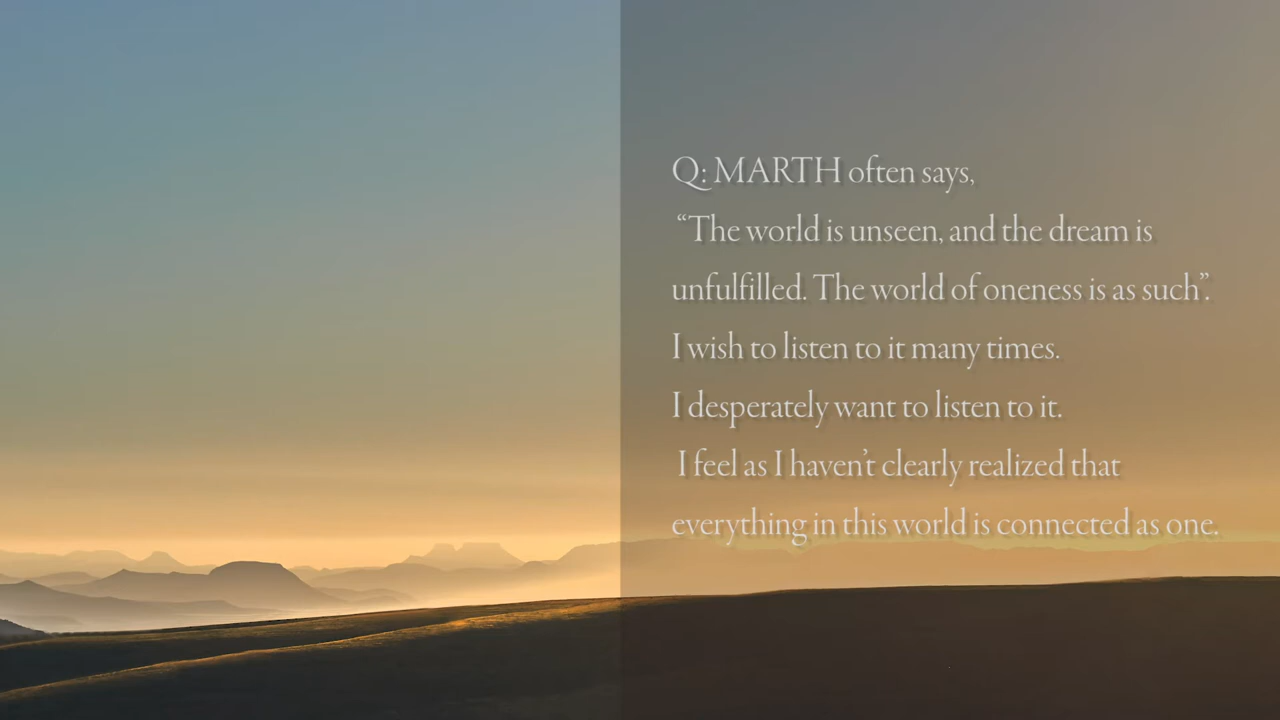 Q: MARTH often says,
“The world is unseen, and the dream is
unfulfilled. The world of oneness is as such”.
I wish to listen to it many times.
I desperately want to listen to it.
I feel as I haven’t clearly realized that
everything in this world is connected as one.